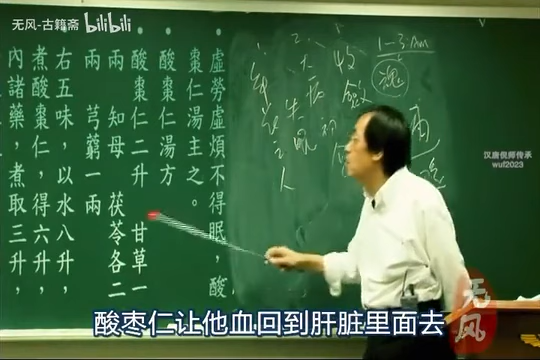 无风-古籍斋 bilibili
1-3 Am
魂
收
虛勞虛煩不得眠，酸
棗仁湯主之。
酸棗仁湯方
酸棗仁二升 甘草一
兩 知母 茯苓各二
兩 芎藭一兩
右五味，以水八升，
煮酸棗仁，得六升，
內諸藥，煮取三升，
汉唐倪师传承
wuf2023
无风
酸枣仁让他血回到肝脏里面去